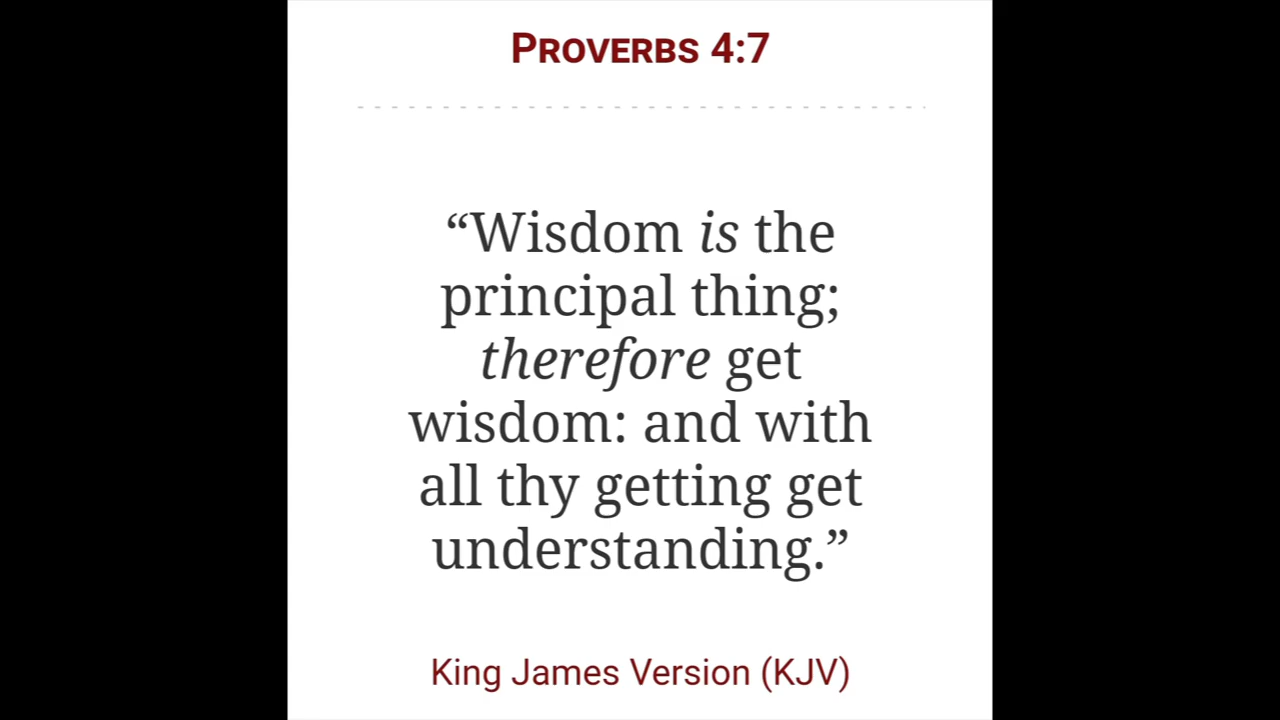 PROVERBS 4:7
“Wisdom is the
principal thing;
therefore get
wisdom: and with
all thy getting get
understanding.”
King James Version (KJV)